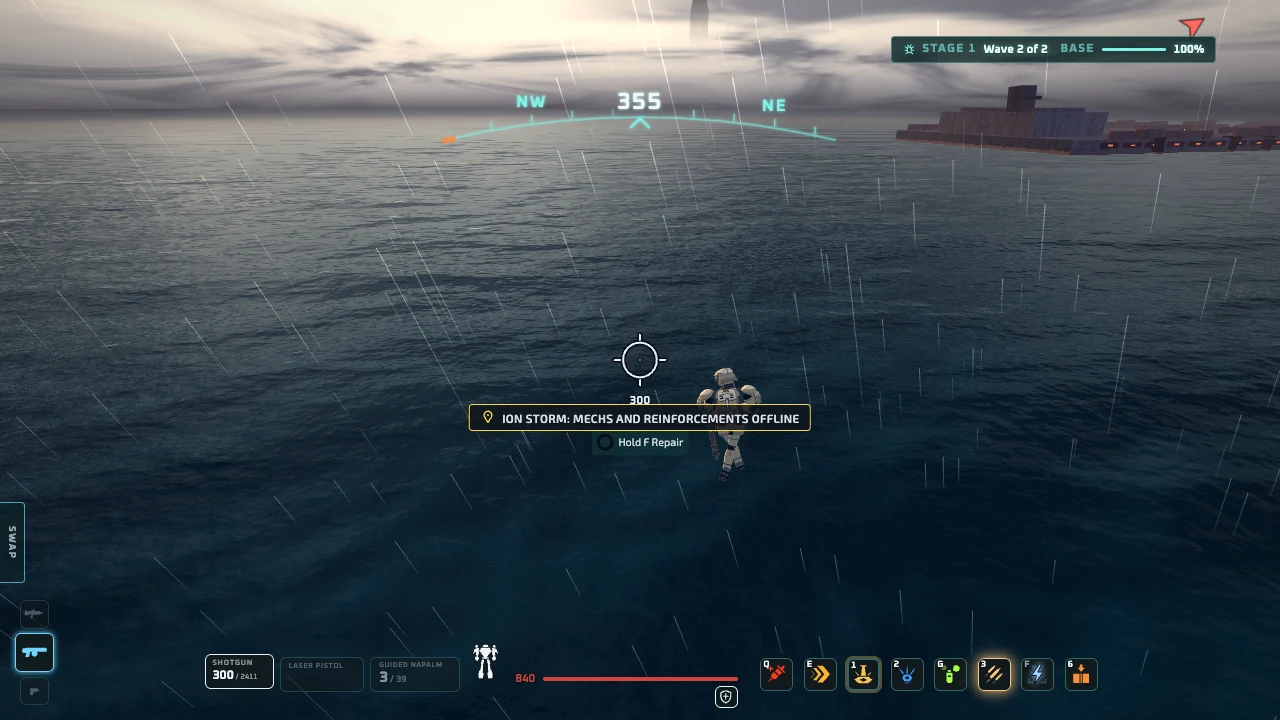 STAGE 1 Wave 2 of 2 BASE 100%
NW 355 NE
300
ION STORM: MECHS AND REINFORCEMENTS OFFLINE
Hold F Repair
SWAP
SHOTGUN
300 / 2411
LASER PISTOL
GUIDED NAPALM
3 / 39
840
Q E 1 2 G 3 F 6